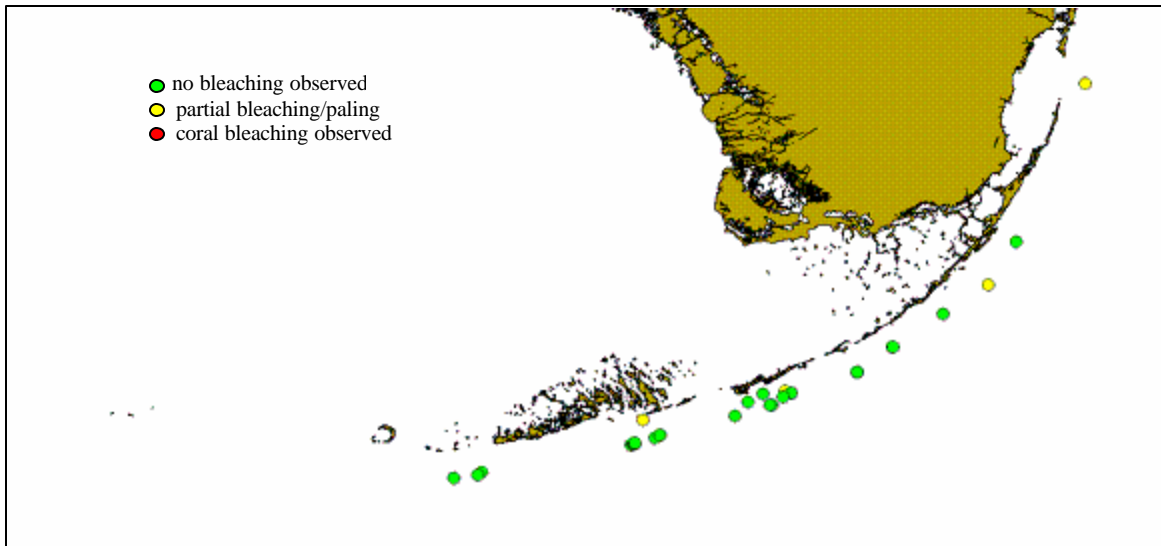 no bleaching observed
partial bleaching/paling
coral bleaching observed